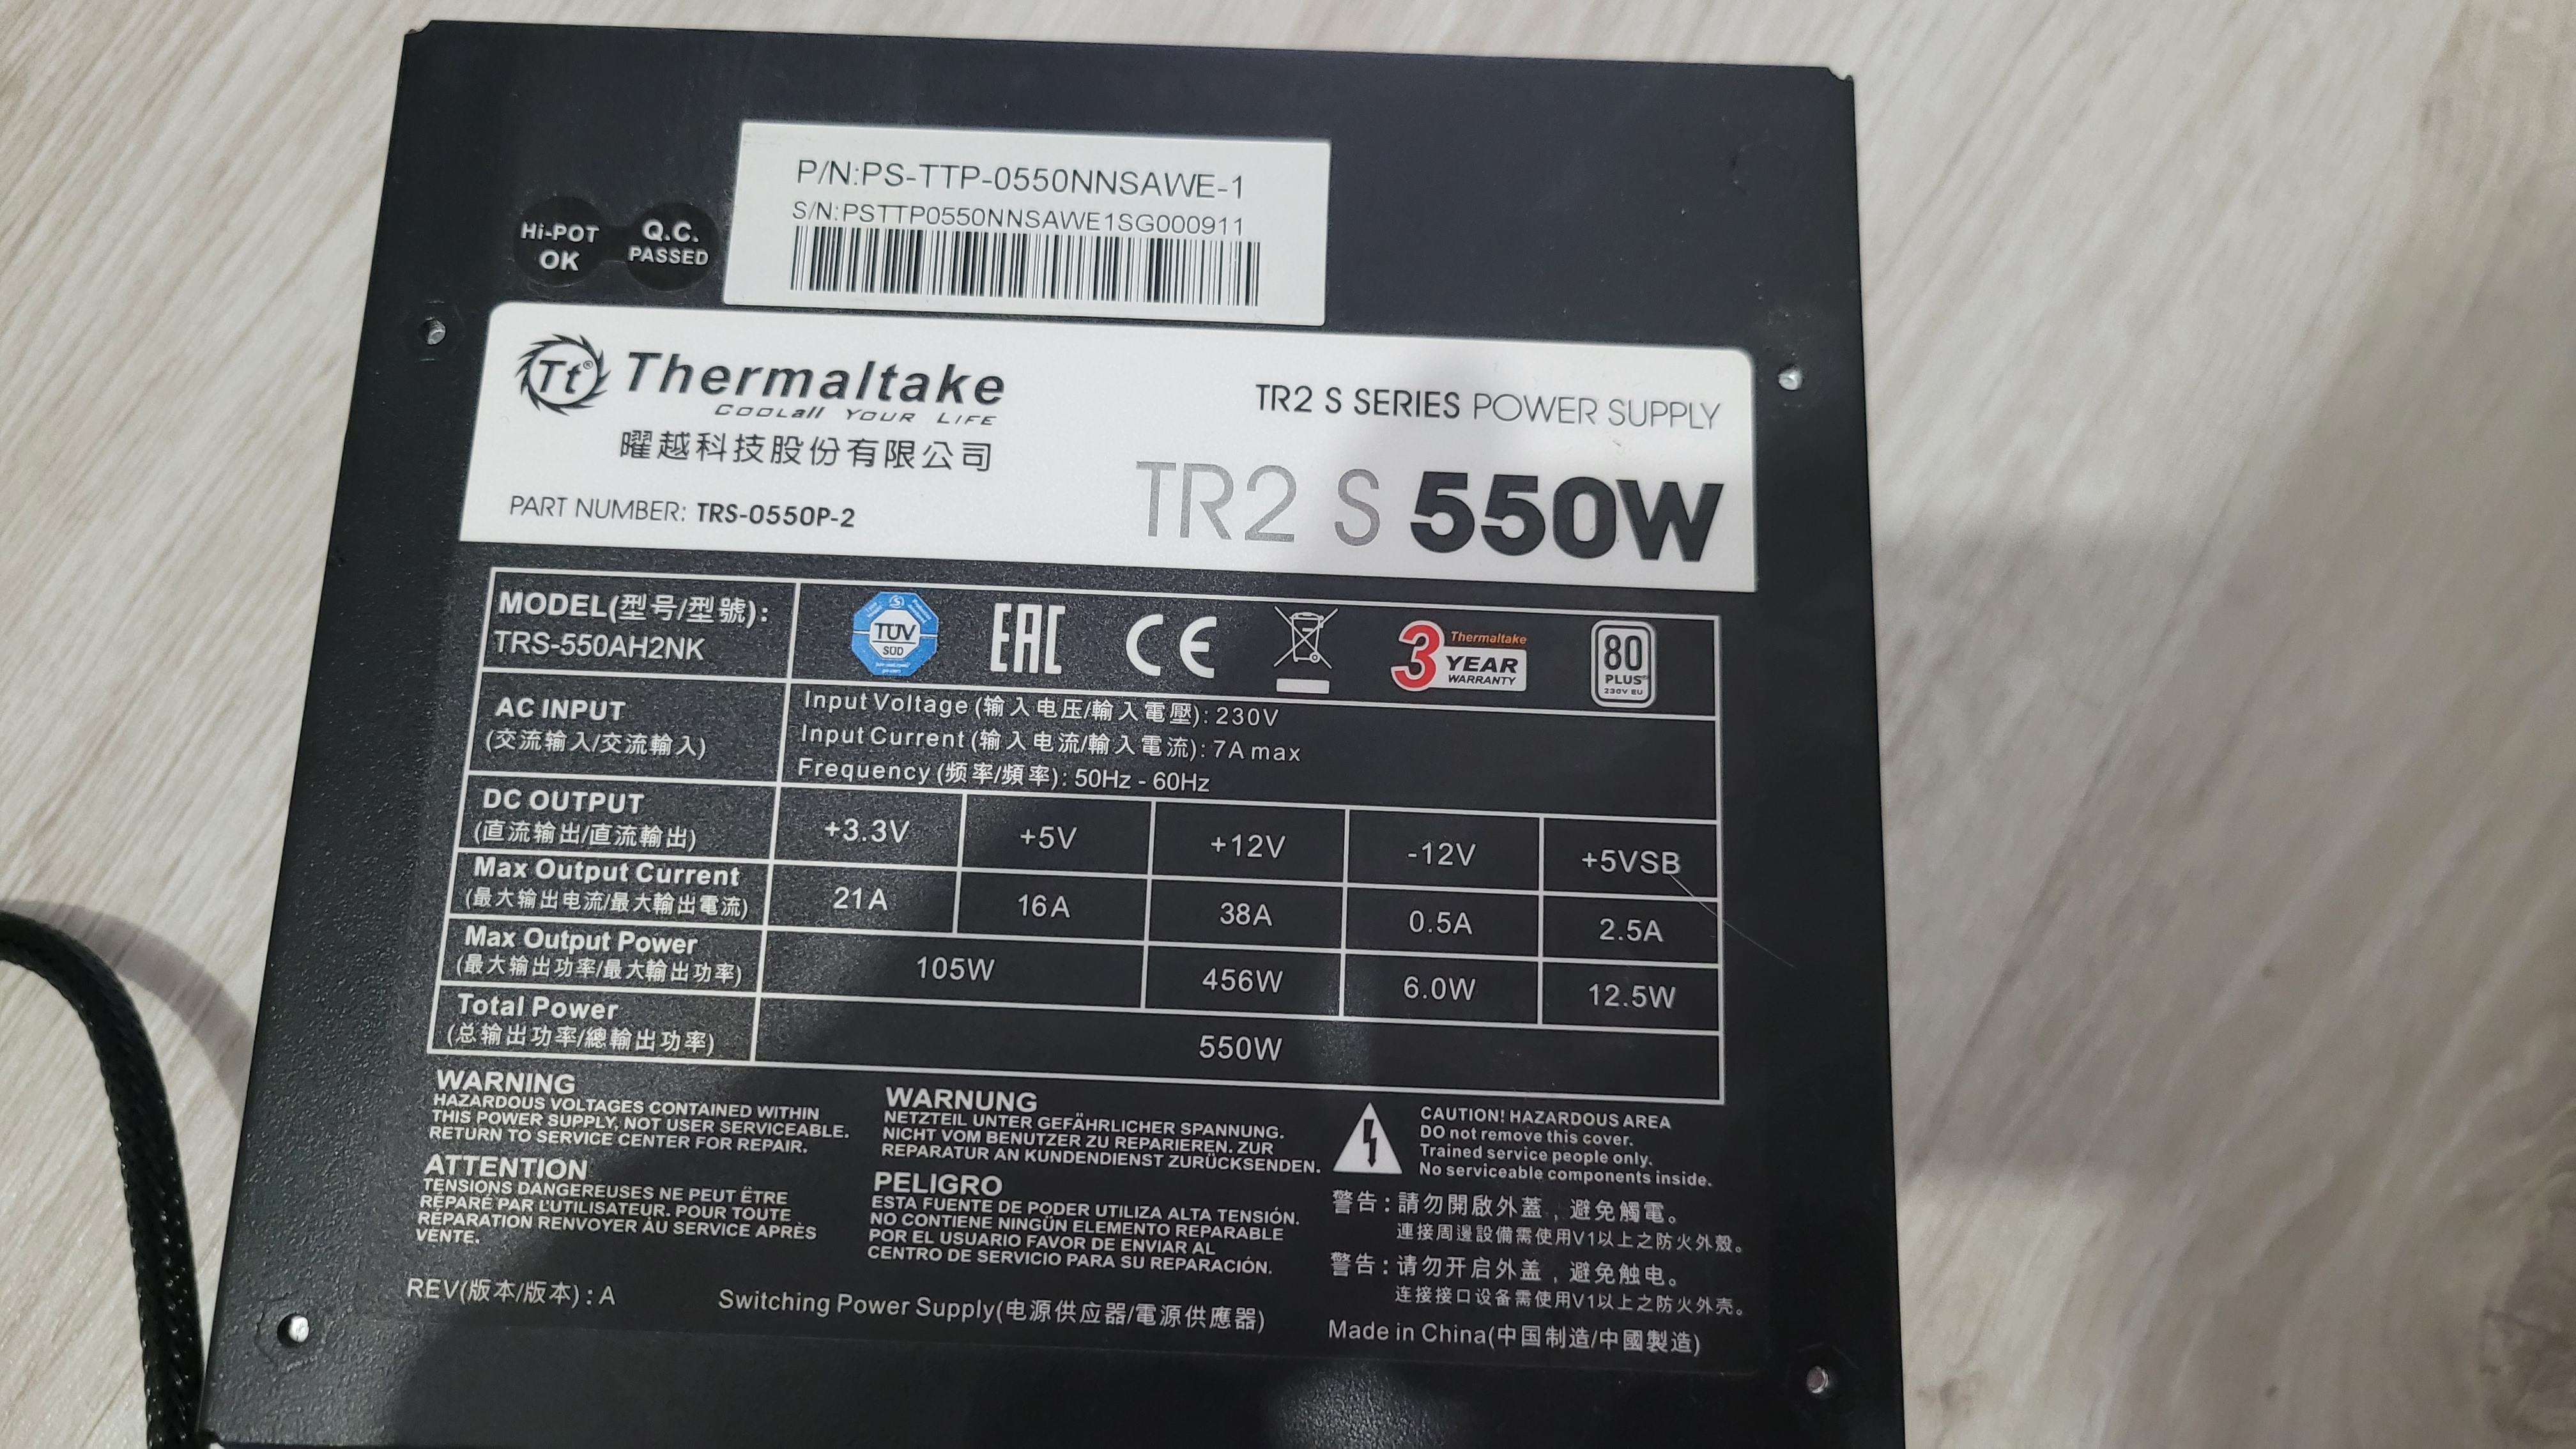 P/N:PS-TTP-0550NNSAWE-1
S/N:PSTTP0550NNSAWE1SG000911
Hi-POT
OK
Q.C.
PASSED
Tt® Thermaltake
COOLall YOUR LIFE
曜越科技股份有限公司
PART NUMBER: TRS-0550P-2
TR2 S SERIES POWER SUPPLY
TR2 S 550W
MODEL(型号/型號):
TRS-550AH2NK
TÜV
SÜD
EAC
CE
3 Thermaltake
YEAR
WARRANTY
80
PLUS
230V EU
AC INPUT
(交流输入/交流輸入)
Input Voltage (输入电压/輸入電壓): 230V
Input Current (输入电流/輸入電流): 7A max
Frequency (频率/頻率): 50Hz - 60Hz
DC OUTPUT
(直流输出/直流輸出)
+3.3V +5V +12V -12V +5VSB
Max Output Current
(最大输出电流/最大輸出電流)
21A 16A 38A 0.5A 2.5A
Max Output Power
(最大输出功率/最大輸出功率)
105W 456W 6.0W 12.5W
Total Power
(总输出功率/總輸出功率)
550W
WARNING
HAZARDOUS VOLTAGES CONTAINED WITHIN
THIS POWER SUPPLY, NOT USER SERVICEABLE.
RETURN TO SERVICE CENTER FOR REPAIR.
ATTENTION
TENSIONS DANGEREUSES NE PEUT ËTRE
RÉPARÉ PAR L'UTILISATEUR. POUR TOUTE
RÉPARATION RENVOYER ÀU SERVICE APRÈS
VENTE.
WARNUNG
NETZTEIL UNTER GEFÄHRLICHER SPANNUNG.
NICHT VOM BENUTZER ZU REPARIEREN. ZUR
REPARATUR AN KUNDENDIENST ZURÜCKSENDEN.
PELIGRO
ESTA FUENTE DE PODER UTILIZA ALTA TENSIÓN.
NO CONTIENE NINGÜN ELEMENTO REPARABLE
POR EL USUARIO FAVOR DE ENVIAR AL
CENTRO DE SERVICIO PARA SU REPARACIÓN.
CAUTION! HAZARDOUS AREA
DO not remove this cover.
Trained service people only.
No serviceable components inside.
警告:請勿開啟外蓋,避免觸電。
連接周邊設備需使用V1以上之防火外殼。
警告:请勿开启外盖,避免触电。
连接接口设备需使用V1以上之防火外壳。
REV(版本/版本): A
Switching Power Supply(电源供应器/電源供應器)
Made in China(中国制造/中國製造)